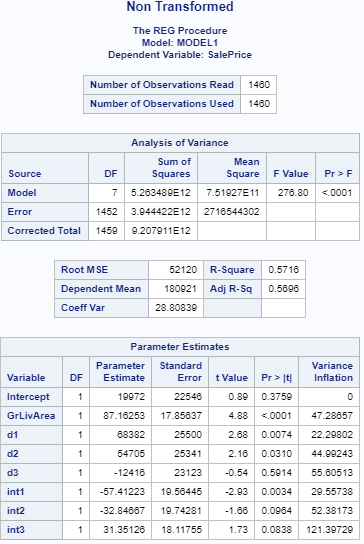 Non Transformed
The REG Procedure
Model: MODEL1
Dependent Variable: SalePrice
Number of Observations Read 1460
Number of Observations Used 1460
Analysis of Variance
Source DF Sum of Squares Mean Square F Value Pr > F
Model 7 5.263489E12 7.51927E11 276.80 <.0001
Error 1452 3.944422E12 2716544302
Corrected Total 1459 9.207911E12
Root MSE 52120 R-Square 0.5716
Dependent Mean 180921 Adj R-Sq 0.5696
Coeff Var 28.80839
Parameter Estimates
Variable DF Parameter Estimate Standard Error t Value Pr > |t| Variance Inflation
Intercept 1 19972 22546 0.89 0.3759 0
GrLivArea 1 87.16253 17.85637 4.88 <.0001 47.28657
d1 1 68382 25500 2.68 0.0074 22.29802
d2 1 54705 25341 2.16 0.0310 44.99243
d3 1 -12416 23123 -0.54 0.5914 55.60513
int1 1 -57.41223 19.56445 -2.93 0.0034 29.55738
int2 1 -32.84667 19.74281 -1.66 0.0964 52.38173
int3 1 31.35126 18.11755 1.73 0.0838 121.39729